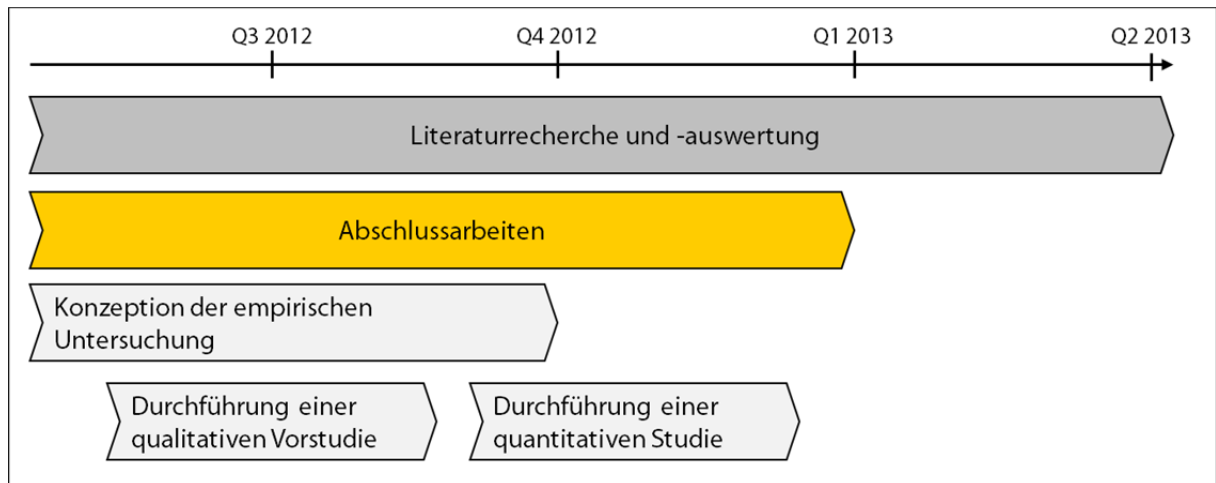 Q3 2012 Q4 2012 Q1 2013 Q2 2013
Literaturrecherche und -auswertung
Abschlussarbeiten
Konzeption der empirischen
Untersuchung
Durchführung einer
qualitativen Vorstudie
Durchführung einer
quantitativen Studie